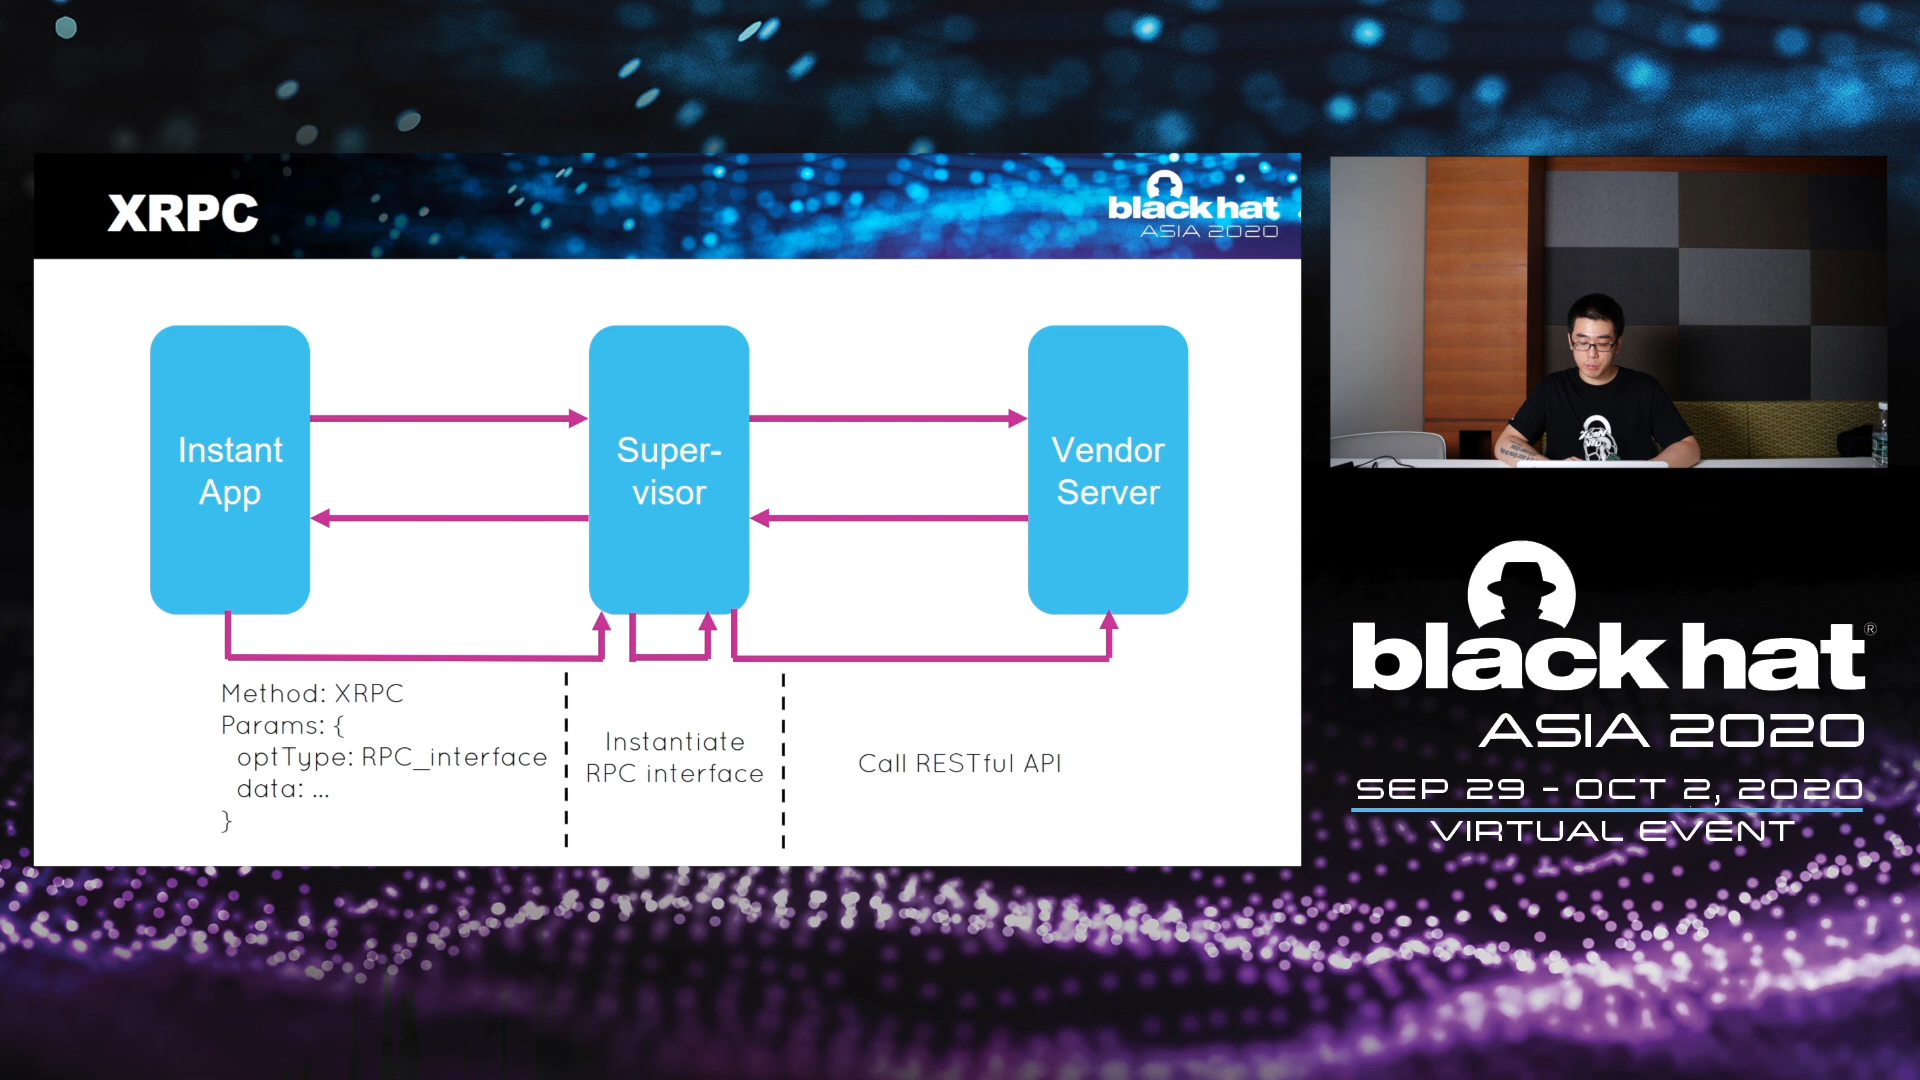 XRPC
black hat
ASIA 2020
Instant
App
Super-
visor
Vendor
Server
Method: XRPC
Params: {
optType: RPC_interface
data: ...
}
Instantiate
RPC interface
Call RESTful API
black hat®
ASIA 2020
SEP 29 - OCT 2, 2020
VIRTUAL EVENT